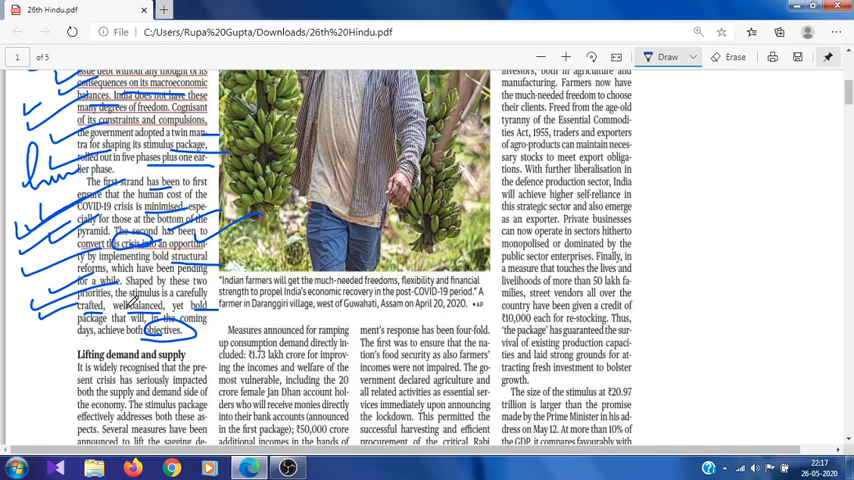 26th Hindu.pdf
File | C:/Users/Rupa%20Gupta/Downloads/26th%20Hindu.pdf
1 of 5
Draw
Erase
issue debt without any thought of its
consequences on its macroeconomic
balances. India does not have these
many degrees of freedom. Cognisant
of its constraints and compulsions,
the government adopted a twin man-
tra for shaping its stimulus package,
rolled out in five phases plus one ear-
lier phase.
The first strand has been to first
ensure that the human cost of the
COVID-19 crisis is minimised, espe-
cially for those at the bottom of the
pyramid. The second has been to
convert this crisis into an opportuni-
ty by implementing bold structural
reforms, which have been pending
for a while. Shaped by these two
priorities, the stimulus is a carefully
crafted, well-balanced, yet bold
package that will, in the coming
days, achieve both objectives.
Lifting demand and supply
It is widely recognised that the pre-
sent crisis has seriously impacted
both the supply and demand side of
the economy. The stimulus package
effectively addresses both these as-
pects. Several measures have been
announced to lift the sagging de-
"Indian farmers will get the much-needed freedoms, flexibility and financial
strength to propel India's economic recovery in the post-COVID-19 period." A
farmer in Daranggiri village, west of Guwahati, Assam on April 20, 2020. •AP
Measures announced for ramping
up consumption demand directly in-
cluded: ₹1.73 lakh crore for improv-
ing the incomes and welfare of the
most vulnerable, including the 20
crore female Jan Dhan account hol-
ders who will receive monies directly
into their bank accounts (announced
in the first package); ₹50,000 crore
additional incomes in the hands of
ment's response has been four-fold.
The first was to ensure that the na-
tion's food security as also farmers'
incomes were not impaired. The go-
vernment declared agriculture and
all related activities as essential ser-
vices immediately upon announcing
the lockdown. This permitted the
successful harvesting and efficient
procurement of the critical Rabi
investors, both in agriculture and
manufacturing. Farmers now have
the much-needed freedom to choose
their clients. Freed from the age-old
tyranny of the Essential Commodi-
ties Act, 1955, traders and exporters
of agro-products can maintain neces-
sary stocks to meet export obliga-
tions. With further liberalisation in
the defence production sector, India
will achieve higher self-reliance in
this strategic sector and also emerge
as an exporter. Private businesses
can now operate in sectors hitherto
monopolised or dominated by the
public sector enterprises. Finally, in
a measure that touches the lives and
livelihoods of more than 50 lakh fa-
milies, street vendors all over the
country have been given a credit of
₹10,000 each for re-stocking. Thus,
'the package' has guaranteed the sur-
vival of existing production capaci-
ties and laid strong grounds for at-
tracting fresh investment to bolster
growth.
The size of the stimulus at ₹20.97
trillion is larger than the promise
made by the Prime Minister in his ad-
dress on May 12. At more than 10% of
the GDP, it compares favourably with
22:17
26-05-2020